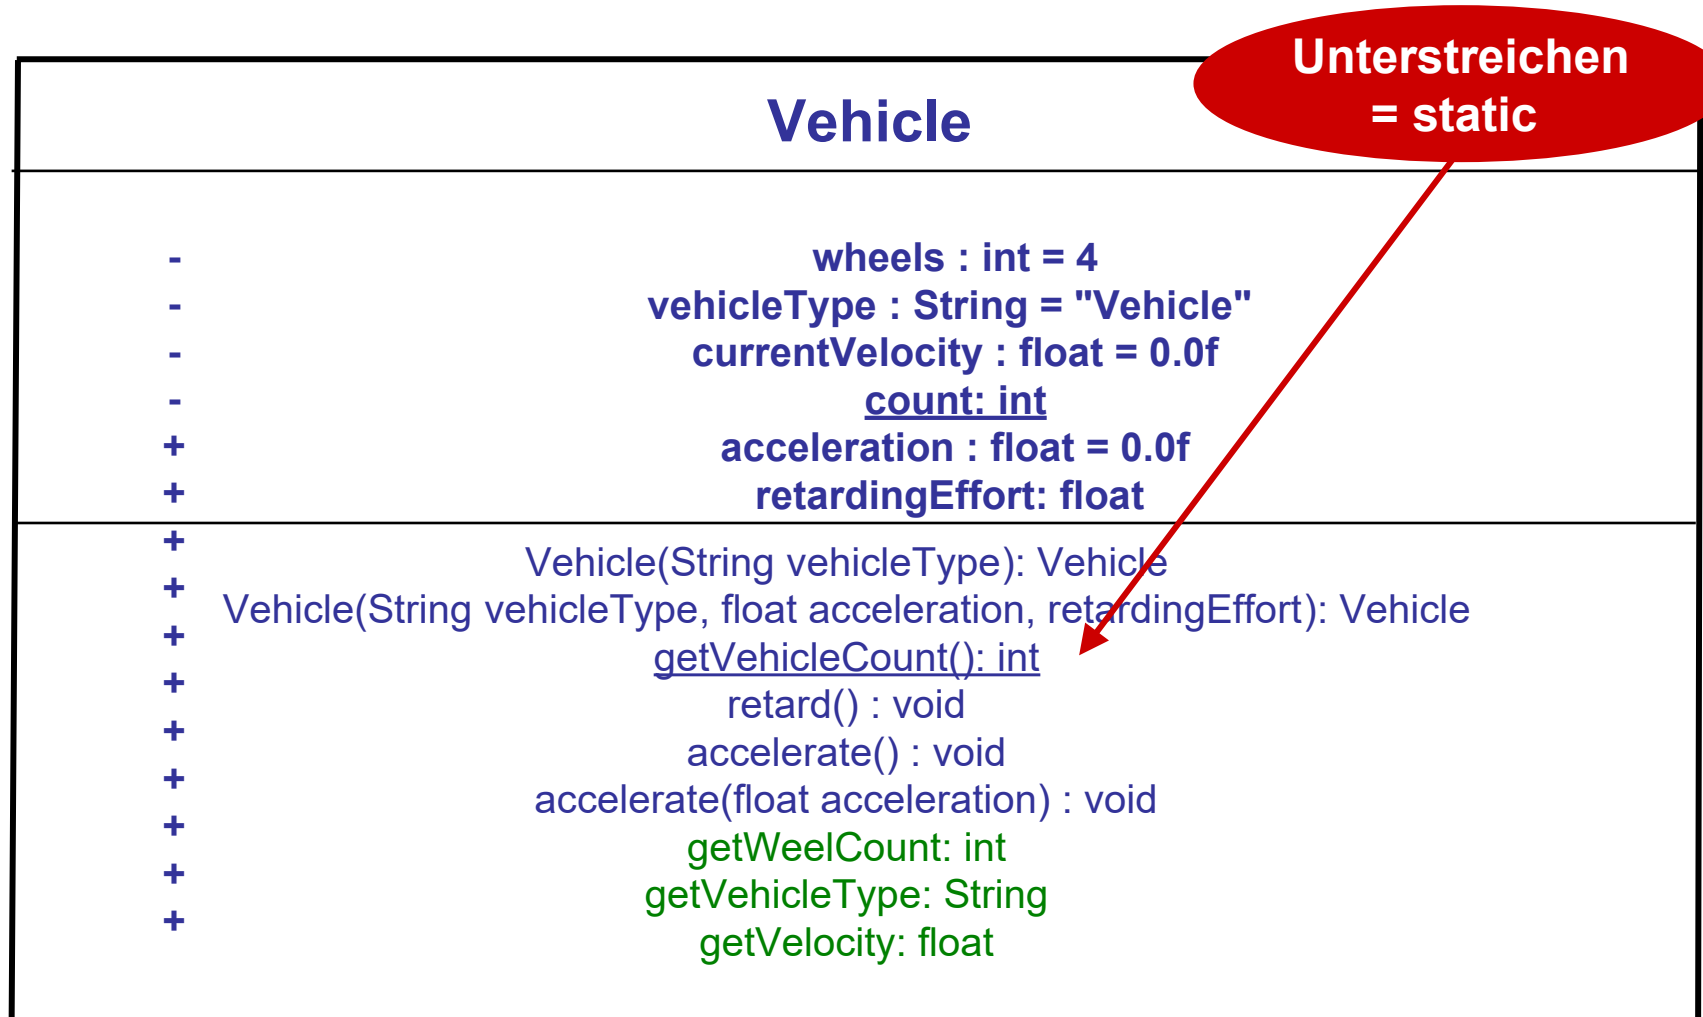 Unterstreichen
= static
Vehicle
- wheels : int = 4
- vehicleType : String = "Vehicle"
- currentVelocity : float = 0.0f
- count: int
+ acceleration : float = 0.0f
+ retardingEffort: float
+ Vehicle(String vehicleType): Vehicle
+ Vehicle(String vehicleType, float acceleration, retardingEffort): Vehicle
+ getVehicleCount(): int
+ retard() : void
+ accelerate() : void
+ accelerate(float acceleration) : void
+ getWeelCount: int
+ getVehicleType: String
+ getVelocity: float